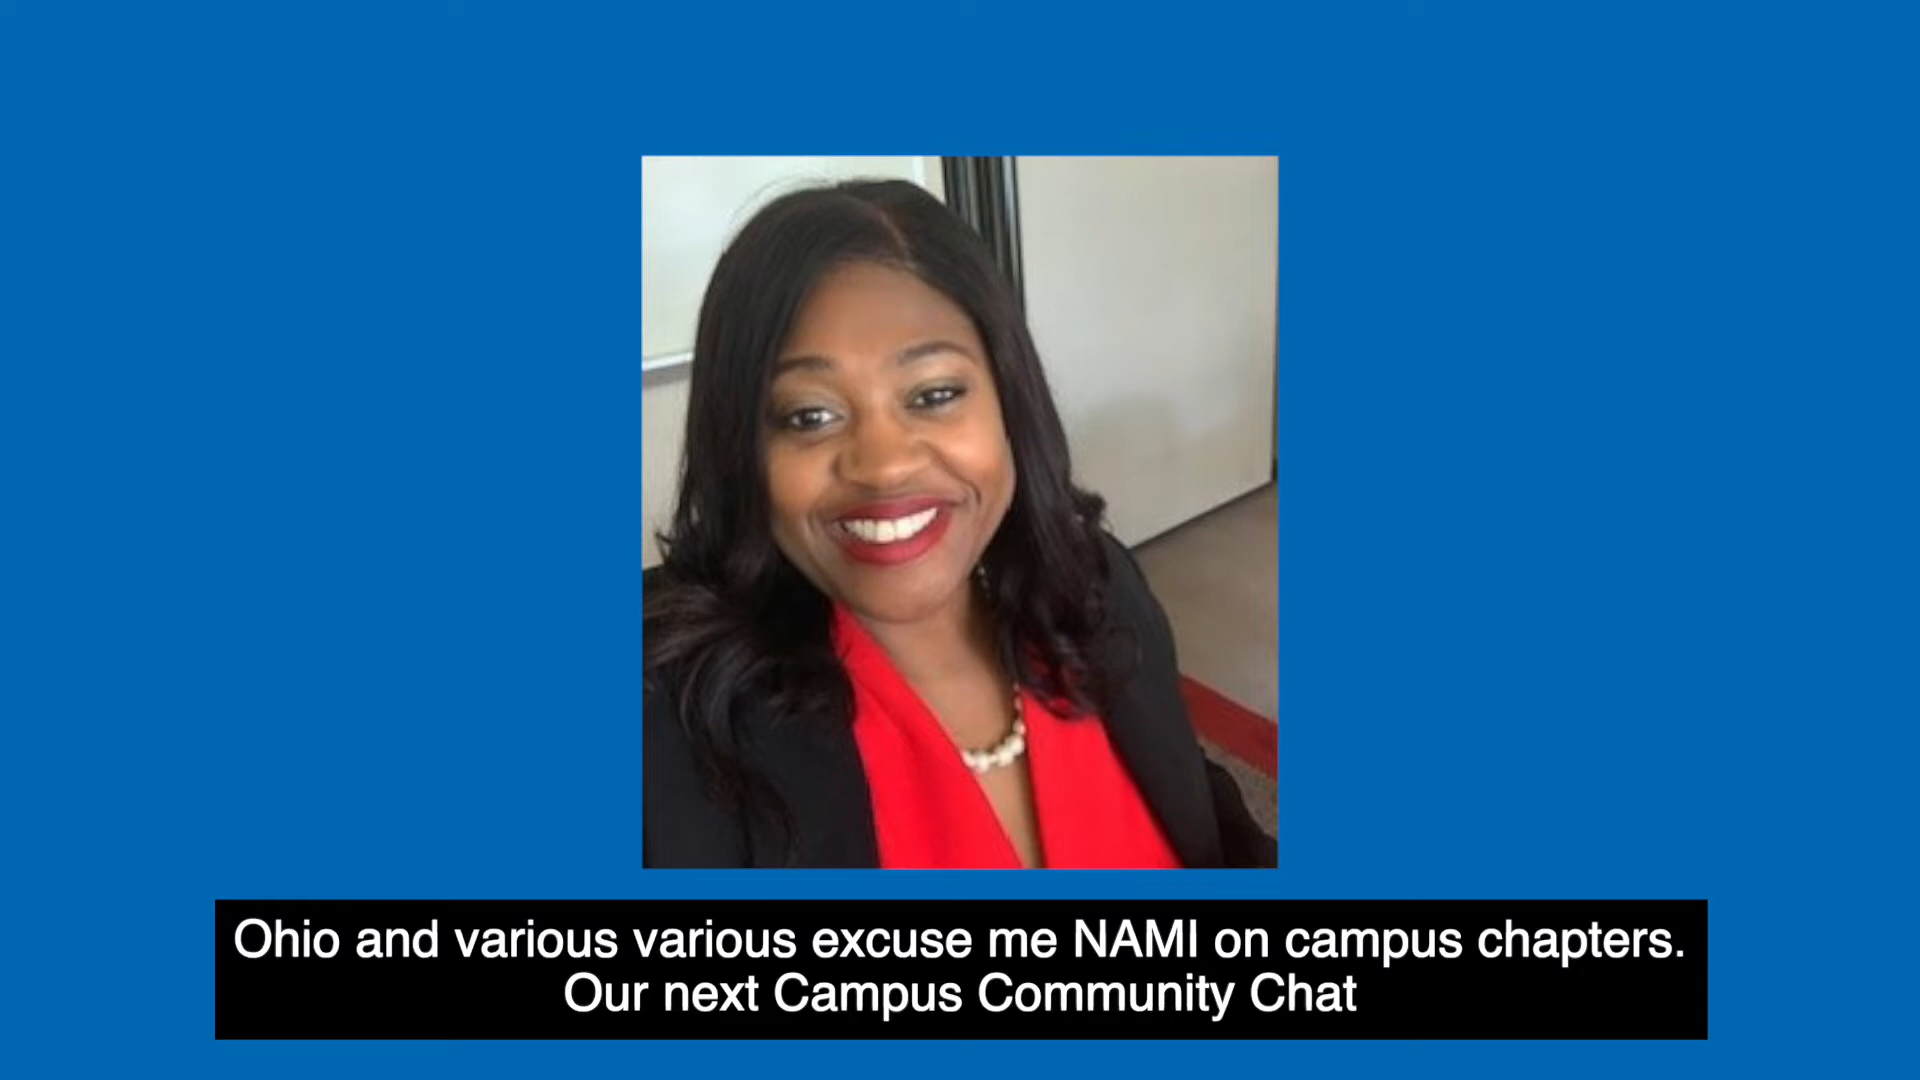 Ohio and various various excuse me NAMI on campus chapters.
Our next Campus Community Chat